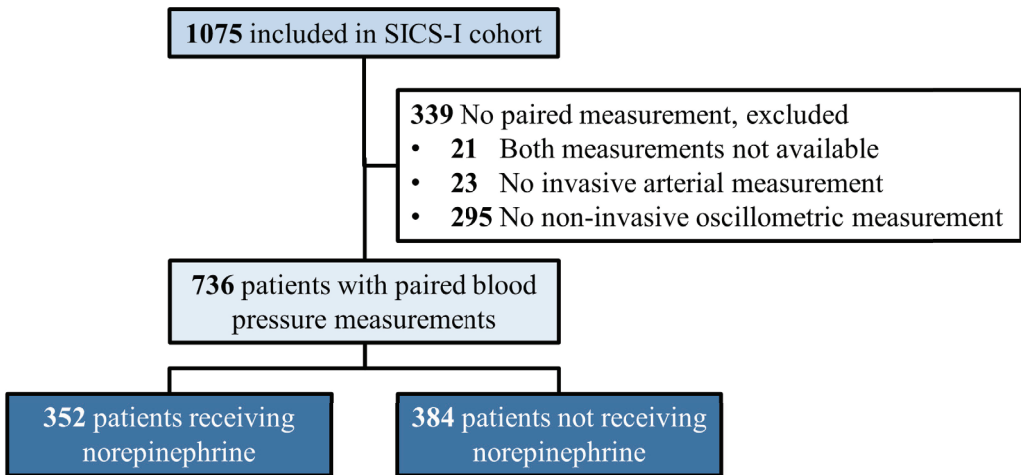 1075 included in SICS-I cohort
339 No paired measurement, excluded
• 21 Both measurements not available
• 23 No invasive arterial measurement
• 295 No non-invasive oscillometric measurement
736 patients with paired blood
pressure measurements
352 patients receiving
norepinephrine
384 patients not receiving
norepinephrine